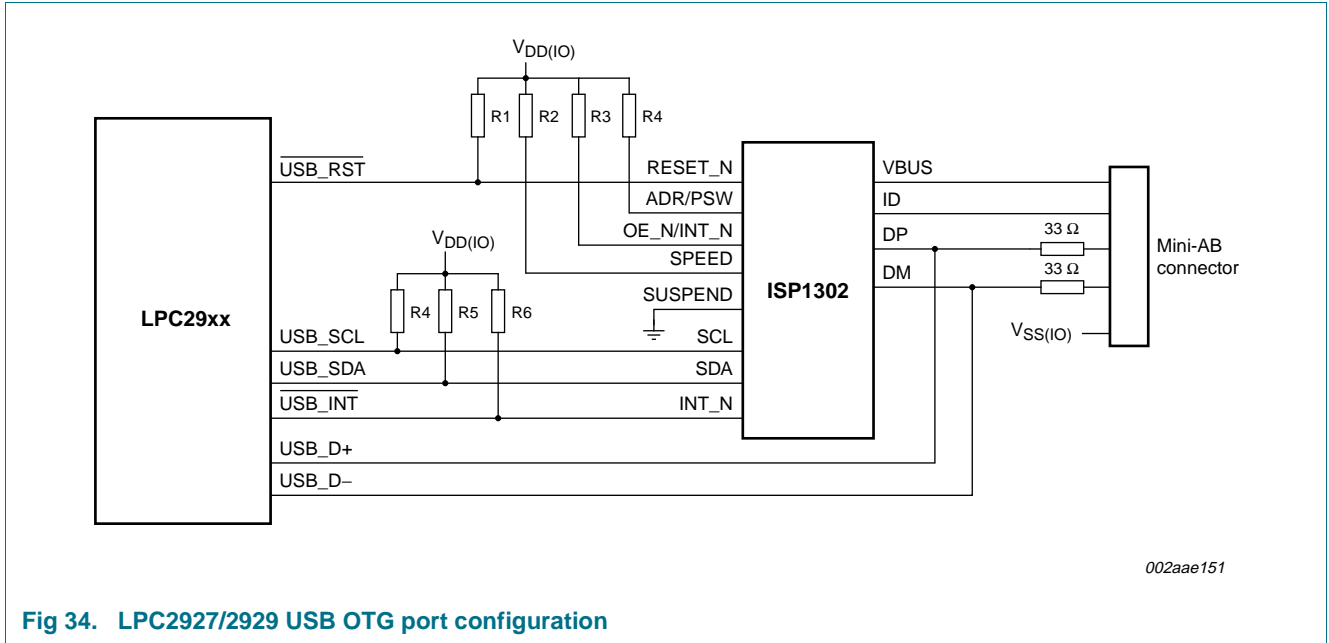 VDD(IO)
R1 R2 R3 R4
USB_RST
RESET_N
VBUS
ADR/PSW
ID
OE_N/INT_N
DP
33 Ω
SPEED
DM
33 Ω
Mini-AB
connector
VDD(IO)
SUSPEND
ISP1302
LPC29xx
R4 R5 R6
VSS(IO)
USB_SCL
SCL
USB_SDA
SDA
USB_INT
INT_N
USB_D+
USB_D−
002aae151
Fig 34. LPC2927/2929 USB OTG port configuration